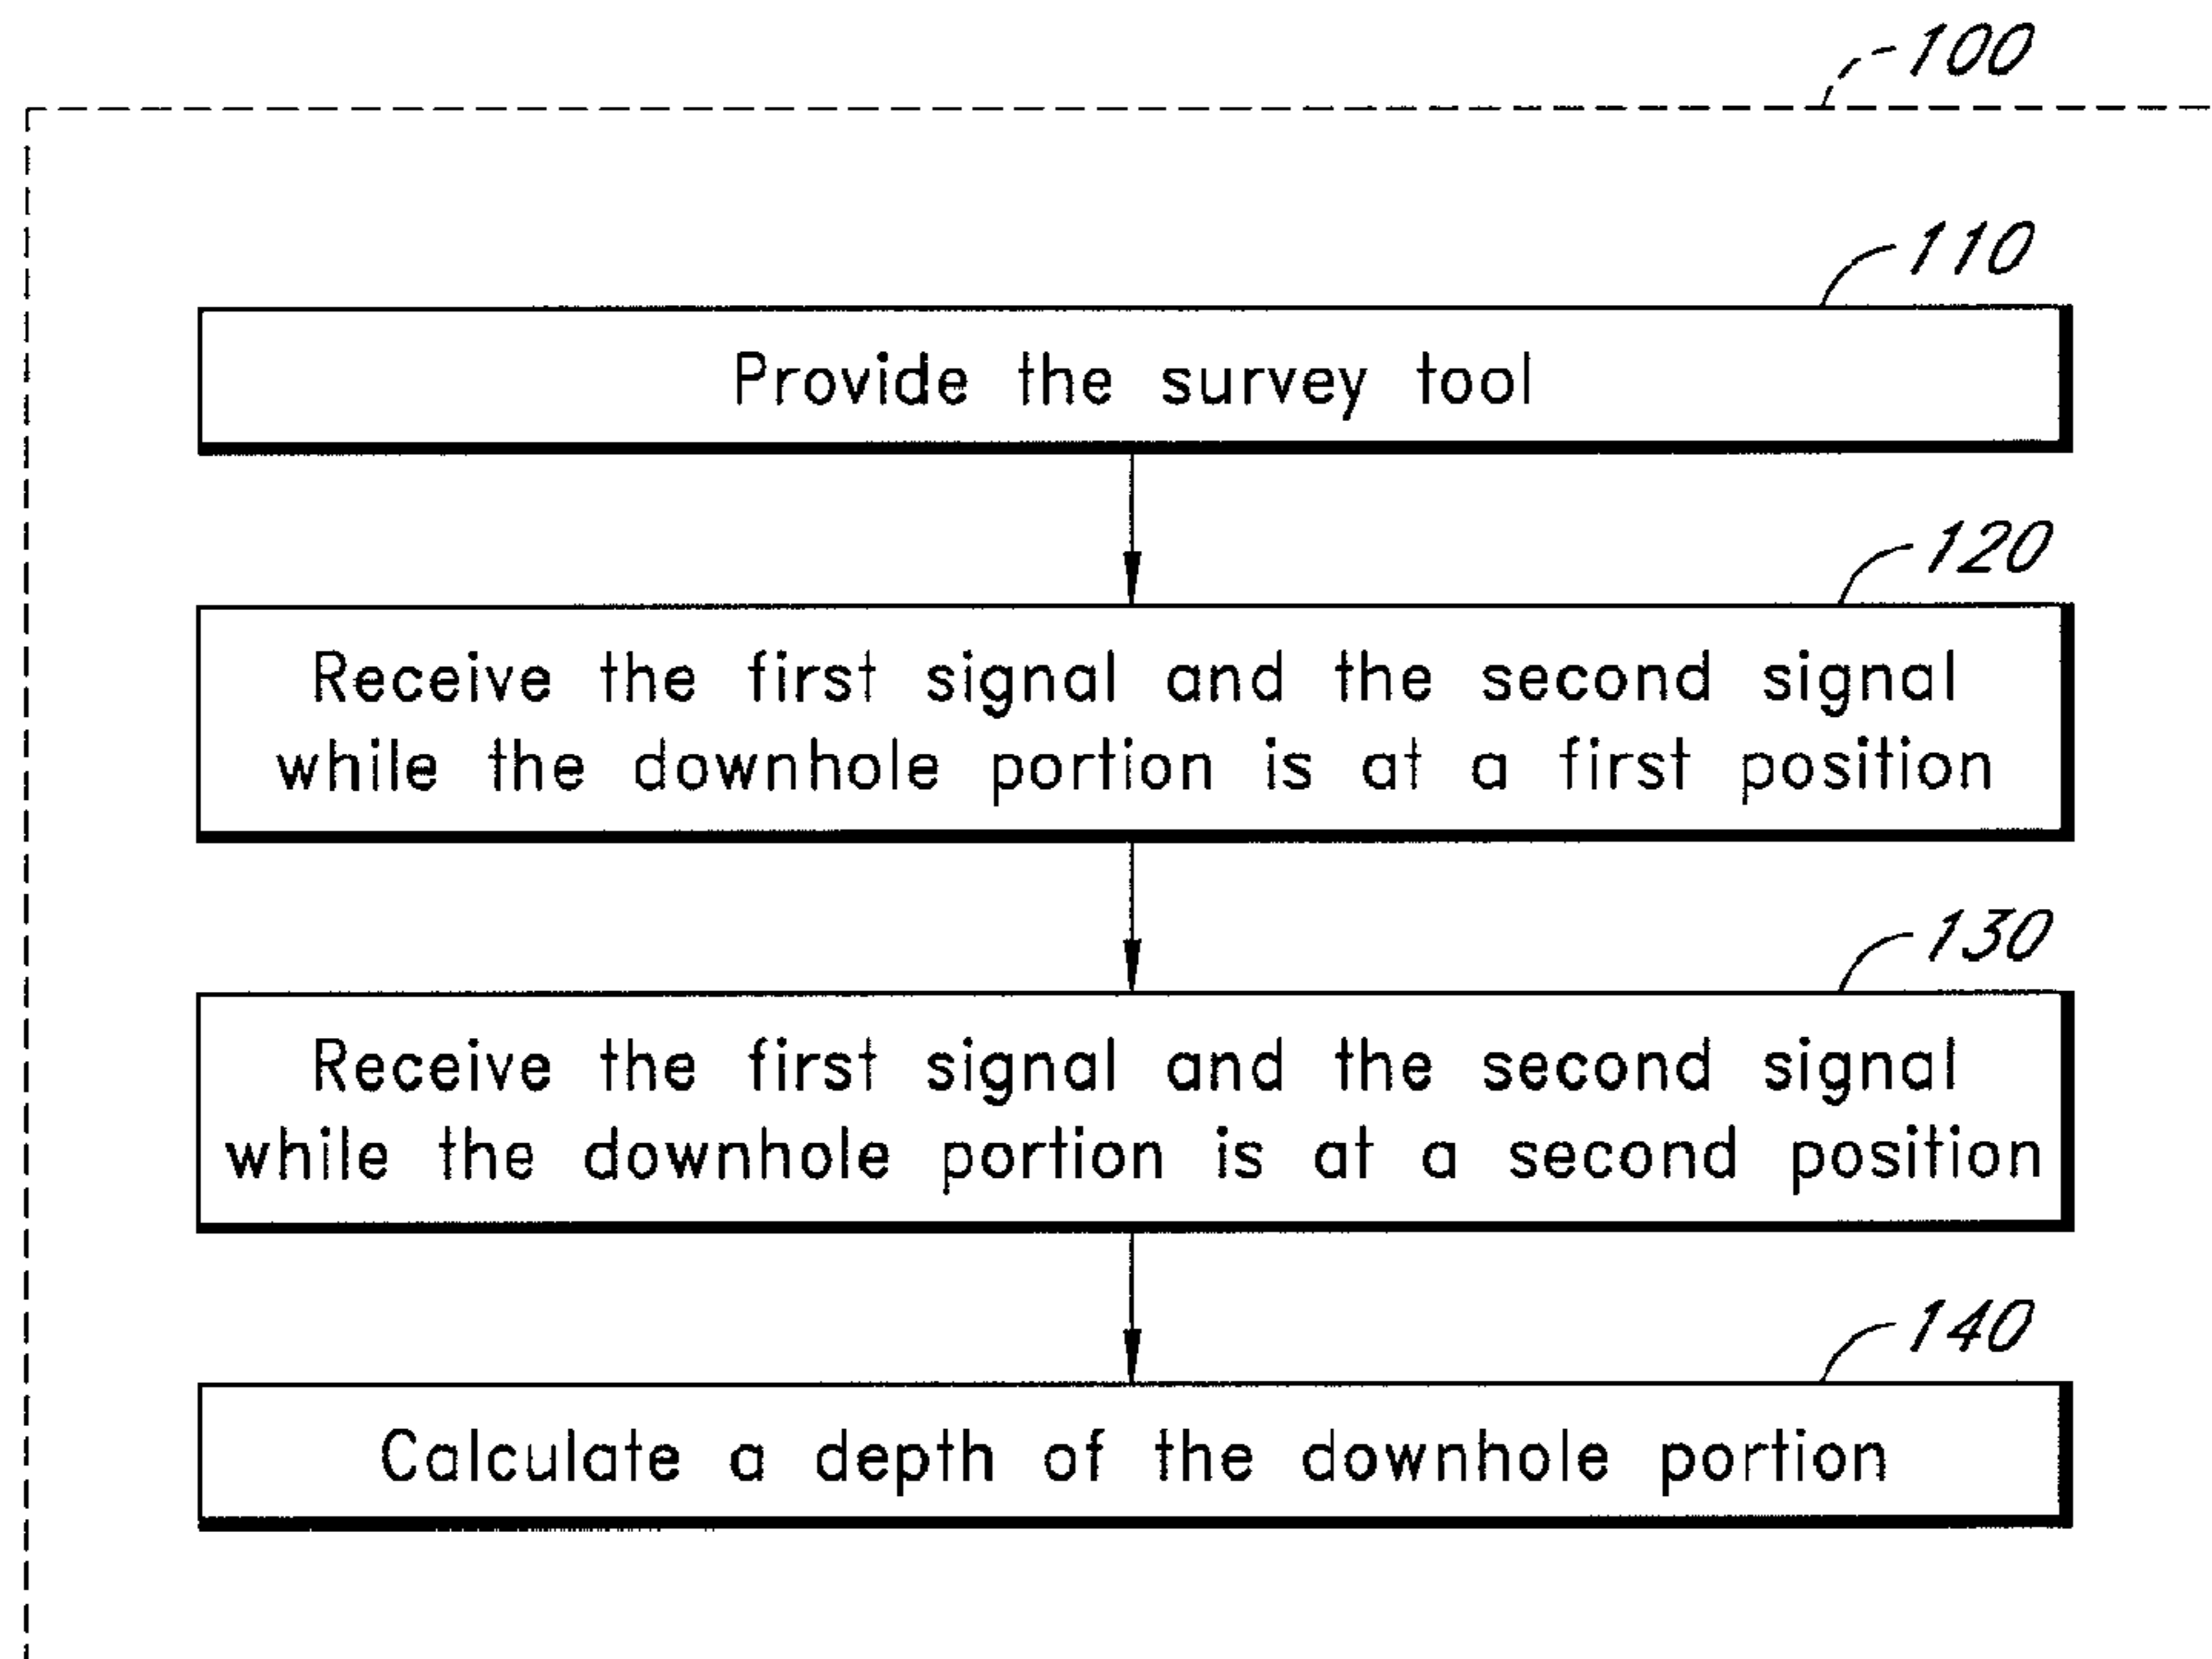 100
110
Provide the survey tool
120
Receive the first signal and the second signal
while the downhole portion is at a first position
130
Receive the first signal and the second signal
while the downhole portion is at a second position
140
Calculate a depth of the downhole portion